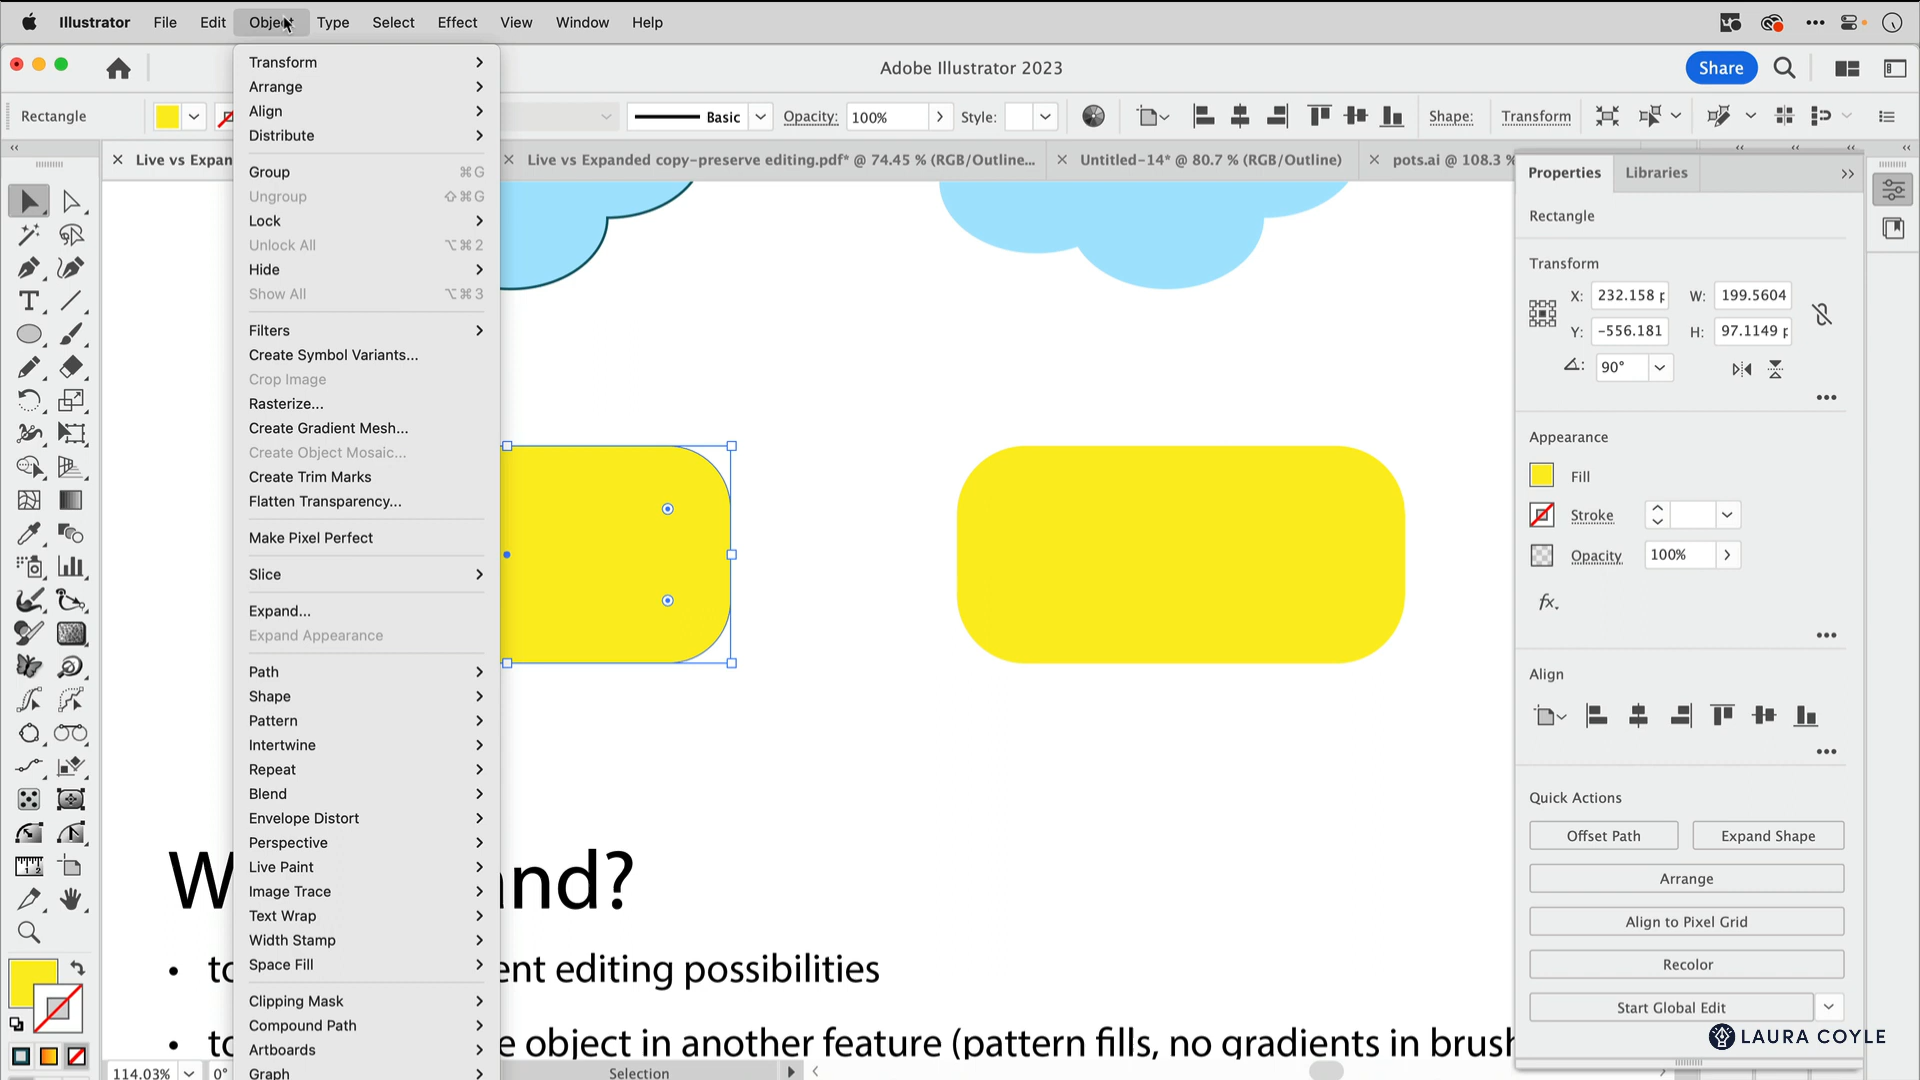 Illustrator File Edit Object Type Select Effect View Window Help
Adobe Illustrator 2023
Share
Rectangle
Basic
Opacity: 100%
Style:
Shape:
Transform
Live vs Expan
Live vs Expanded copy-preserve editing.pdf* @ 74.45 % (RGB/Outline...
Untitled-14* @ 80.7 % (RGB/Outline)
pots.ai @ 108.3 %
Transform
Arrange
Align
Distribute
Group ⌘G
Ungroup ⇧⌘G
Lock
Unlock All ⌥⌘2
Hide
Show All ⌥⌘3
Filters
Create Symbol Variants...
Crop Image
Rasterize...
Create Gradient Mesh...
Create Object Mosaic...
Create Trim Marks
Flatten Transparency...
Make Pixel Perfect
Slice
Expand...
Expand Appearance
Path
Shape
Pattern
Intertwine
Repeat
Blend
Envelope Distort
Perspective
Live Paint
Image Trace
Text Wrap
Width Stamp
Space Fill
Clipping Mask
Compound Path
Artboards
Graph
W and?
• to ent editing possibilities
• to e object in another feature (pattern fills, no gradients in brush
114.03% 0° Selection
Properties Libraries
Rectangle
Transform
X: 232.158 p W: 199.5604
Y: -556.181 H: 97.1149 p
90°
Appearance
Fill
Stroke
Opacity 100%
fx.
Align
Quick Actions
Offset Path Expand Shape
Arrange
Align to Pixel Grid
Recolor
Start Global Edit
LAURA COYLE